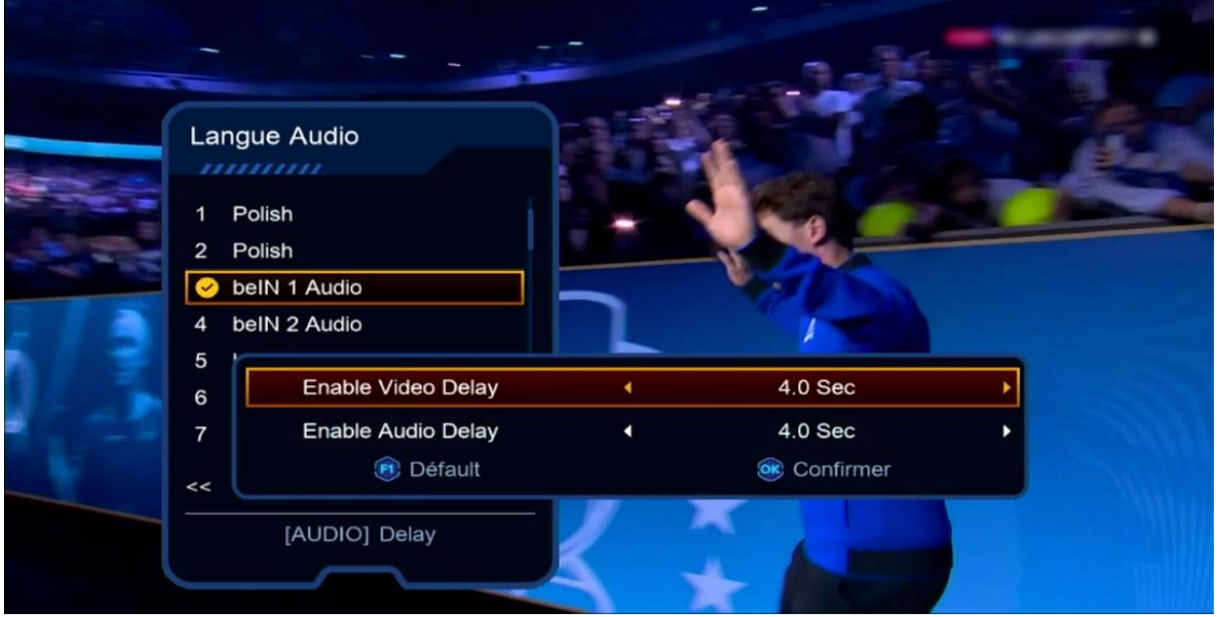 Langue Audio
1 Polish
2 Polish
beIN 1 Audio
4 beIN 2 Audio
5
6
7
Enable Video Delay 4.0 Sec
Enable Audio Delay 4.0 Sec
F1 Défault OK Confirmer
<<
[AUDIO] Delay